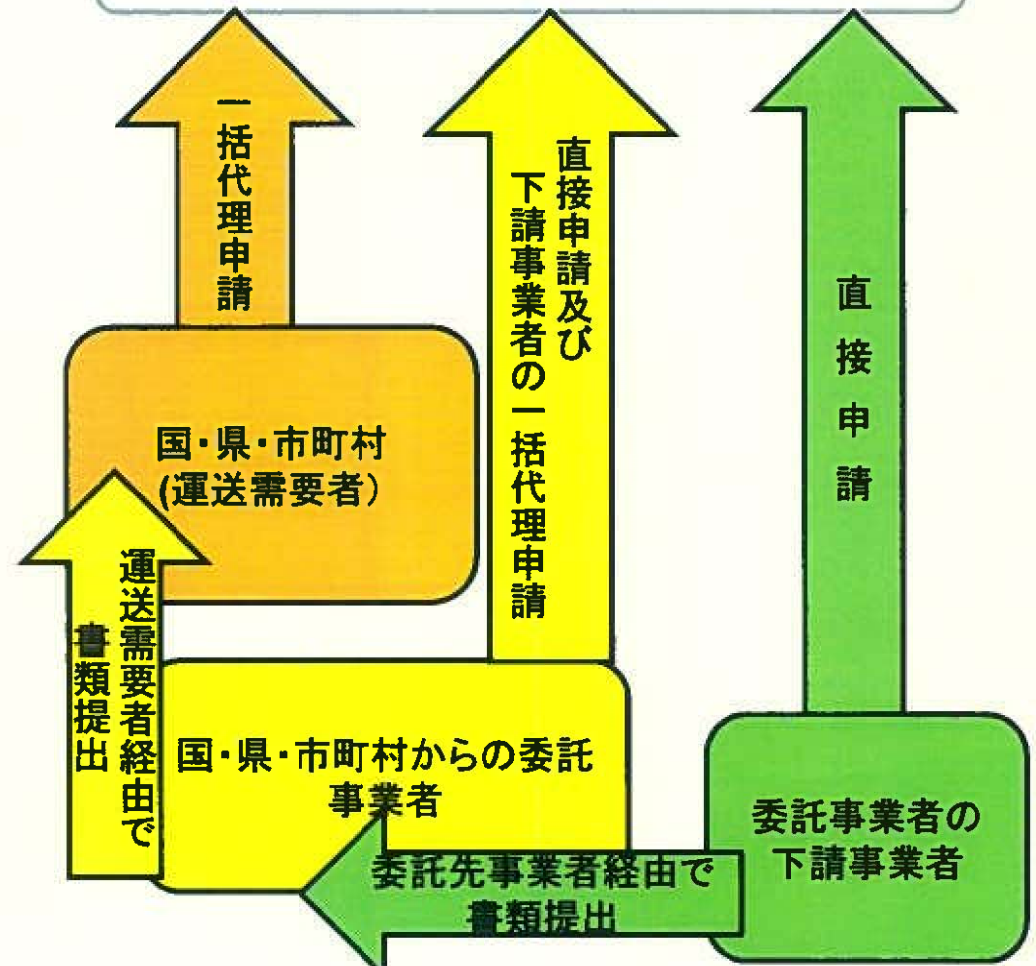 一括代理申請
直接申請及び
下請事業者の一括代理申請
直接申請
国・県・市町村
(運送需要者)
運送需要者経由で
書類提出
国・県・市町村からの委託
事業者
委託事業者の
下請事業者
委託先事業者経由で
書類提出